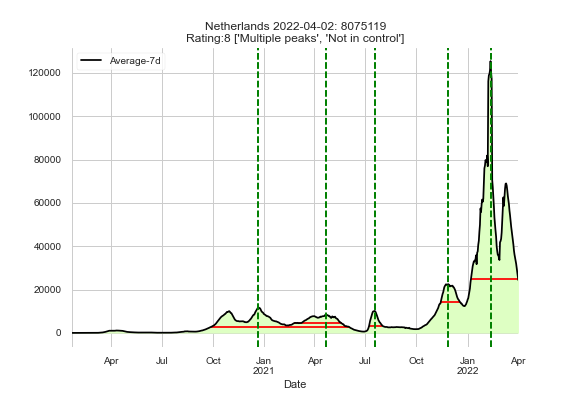 Netherlands 2022-04-02: 8075119
Rating:8 ['Multiple peaks', 'Not in control']
Average-7d
120000
100000
80000
60000
40000
20000
0
Apr Jul Oct Jan Apr Jul Oct Jan Apr
2021 2022
Date